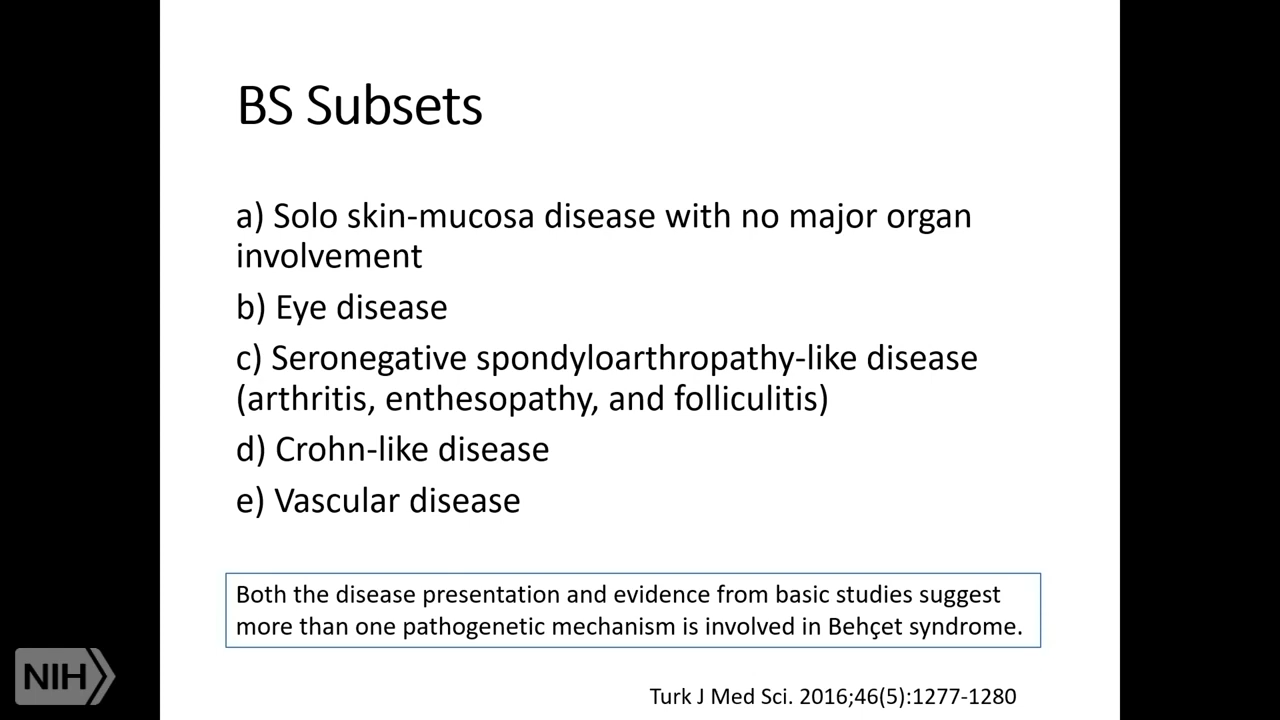 BS Subsets
a) Solo skin-mucosa disease with no major organ
involvement
b) Eye disease
c) Seronegative spondyloarthropathy-like disease
(arthritis, enthesopathy, and folliculitis)
d) Crohn-like disease
e) Vascular disease
Both the disease presentation and evidence from basic studies suggest
more than one pathogenetic mechanism is involved in Behçet syndrome.
NIH
Turk J Med Sci. 2016;46(5):1277-1280